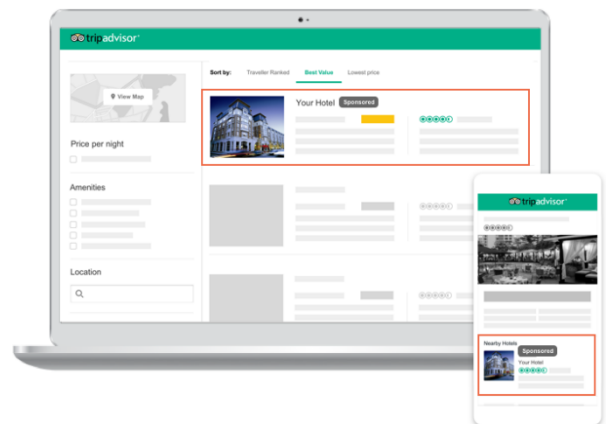 tripadvisor
Sort by: Traveller Ranked Best Value Lowest price
View Map
Your Hotel Sponsored
Price per night
Amenities
Location
tripadvisor
Nearby Hotels
Sponsored
Your Hotel